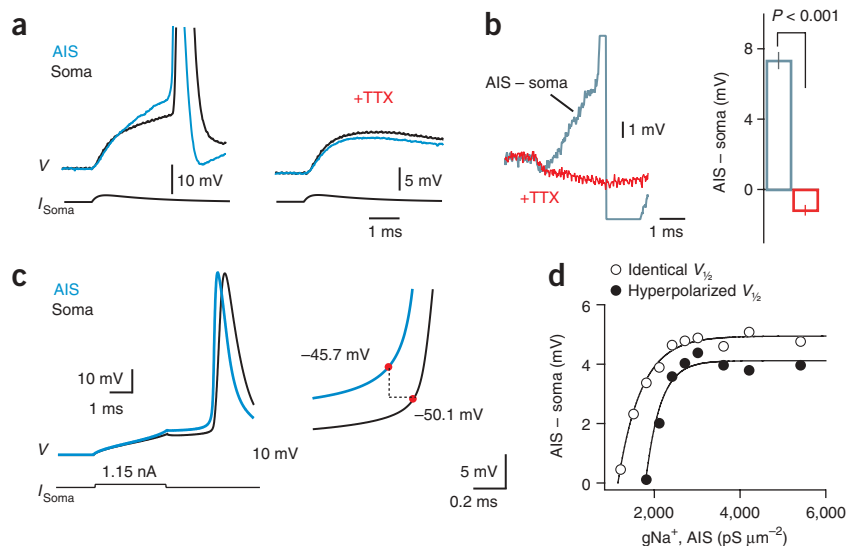 a
AIS
Soma
+TTX
V
10 mV
5 mV
I Soma
1 ms
b
AIS – soma
1 mV
+TTX
1 ms
P < 0.001
AIS – soma (mV)
8
4
0
c
AIS
Soma
10 mV
1 ms
V
10 mV
1.15 nA
I Soma
–45.7 mV
–50.1 mV
5 mV
0.2 ms
d
Identical V½
Hyperpolarized V½
AIS – soma (mV)
6
4
2
0
2,000
4,000
6,000
gNa⁺, AIS (pS µm⁻²)